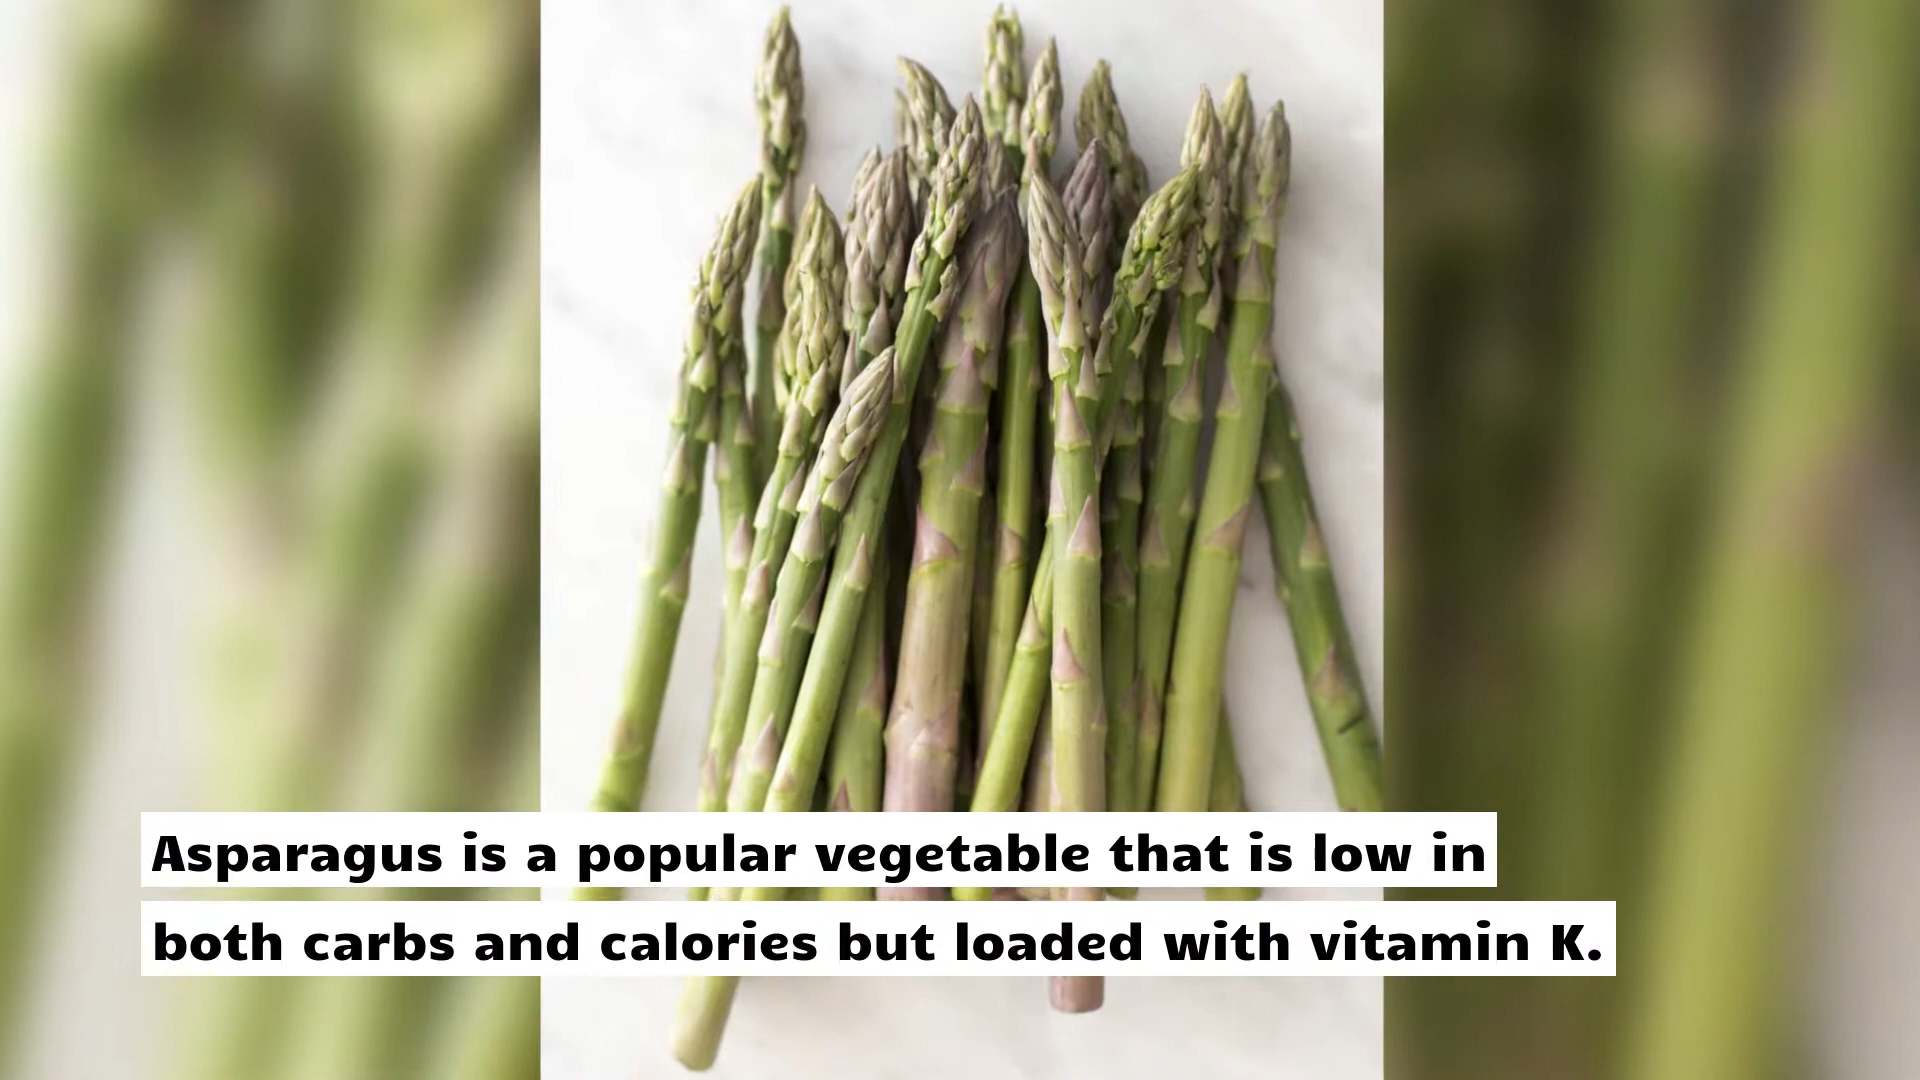 Asparagus is a popular vegetable that is low in
both carbs and calories but loaded with vitamin K.